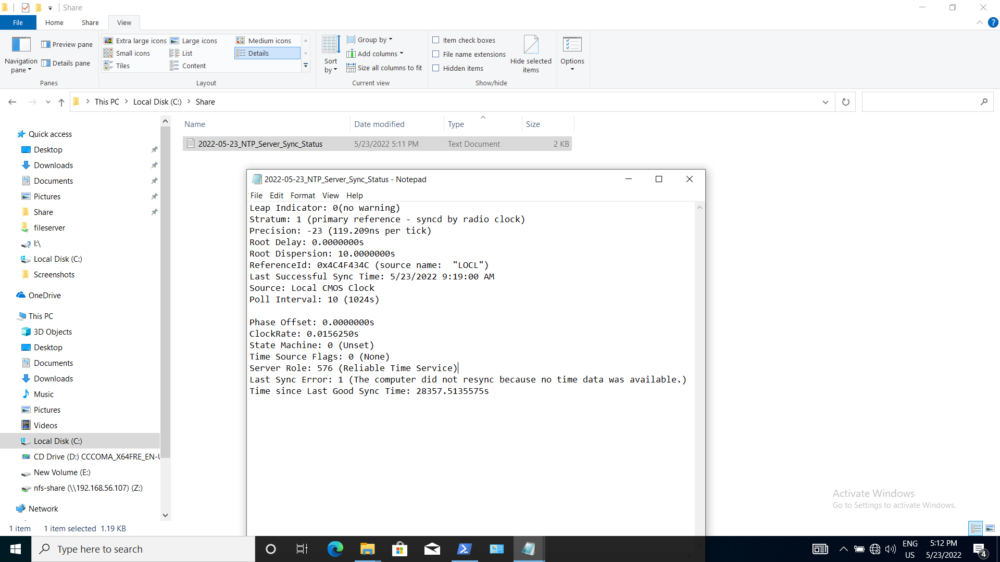 Share
File
Home
Share
View
Navigation pane
Preview pane
Details pane
Panes
Extra large icons
Large icons
Medium icons
Small icons
List
Details
Tiles
Content
Layout
Sort by
Group by
Add columns
Size all columns to fit
Current view
Item check boxes
File name extensions
Hidden items
Hide selected items
Show/hide
Options
This PC > Local Disk (C:) > Share
Name
Date modified
Type
Size
2022-05-23_NTP_Server_Sync_Status
5/23/2022 5:11 PM
Text Document
2 KB
Quick access
Desktop
Downloads
Documents
Pictures
Share
fileserver
I:\
Local Disk (C:)
Screenshots
OneDrive
This PC
3D Objects
Desktop
Documents
Downloads
Music
Pictures
Videos
Local Disk (C:)
CD Drive (D:) CCCOMA_X64FRE_EN-
New Volume (E:)
nfs-share (\\192.168.56.107) (Z:)
Network
1 item
1 item selected 1.19 KB
2022-05-23_NTP_Server_Sync_Status - Notepad
File Edit Format View Help
Leap Indicator: 0(no warning)
Stratum: 1 (primary reference - syncd by radio clock)
Precision: -23 (119.209ns per tick)
Root Delay: 0.0000000s
Root Dispersion: 10.0000000s
ReferenceId: 0x4C4F434C (source name:  "LOCL")
Last Successful Sync Time: 5/23/2022 9:19:00 AM
Source: Local CMOS Clock
Poll Interval: 10 (1024s)
Phase Offset: 0.0000000s
ClockRate: 0.0156250s
State Machine: 0 (Unset)
Time Source Flags: 0 (None)
Server Role: 576 (Reliable Time Service)
Last Sync Error: 1 (The computer did not resync because no time data was available.)
Time since Last Good Sync Time: 28357.5135575s
Activate Windows
Go to Settings to activate Windows.
Type here to search
ENG
US
5:12 PM
5/23/2022
4